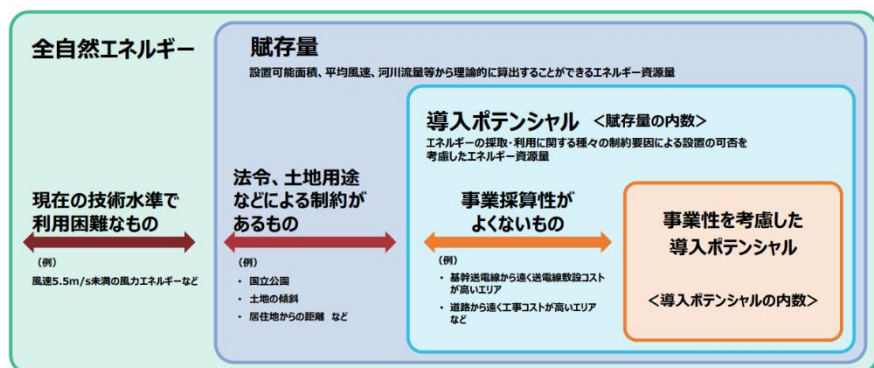 全自然エネルギー
賦存量
設置可能面積、平均風速、河川流量等から理論的に算出することができるエネルギー資源量
導入ポテンシャル <賦存量の内数>
エネルギーの採取・利用に関する種々の制約要因による設置の可否を
考慮したエネルギー資源量
現在の技術水準で
利用困難なもの
(例)
風速5.5m/s未満の風力エネルギーなど
法令、土地用途
などによる制約が
あるもの
(例)
・ 国立公園
・ 土地の傾斜
・ 居住地からの距離 など
事業採算性が
よくないもの
(例)
・ 基幹送電線から遠く送電線敷設コスト
が高いエリア
・ 道路から遠く工事コストが高いエリア
など
事業性を考慮した
導入ポテンシャル
<導入ポテンシャルの内数>